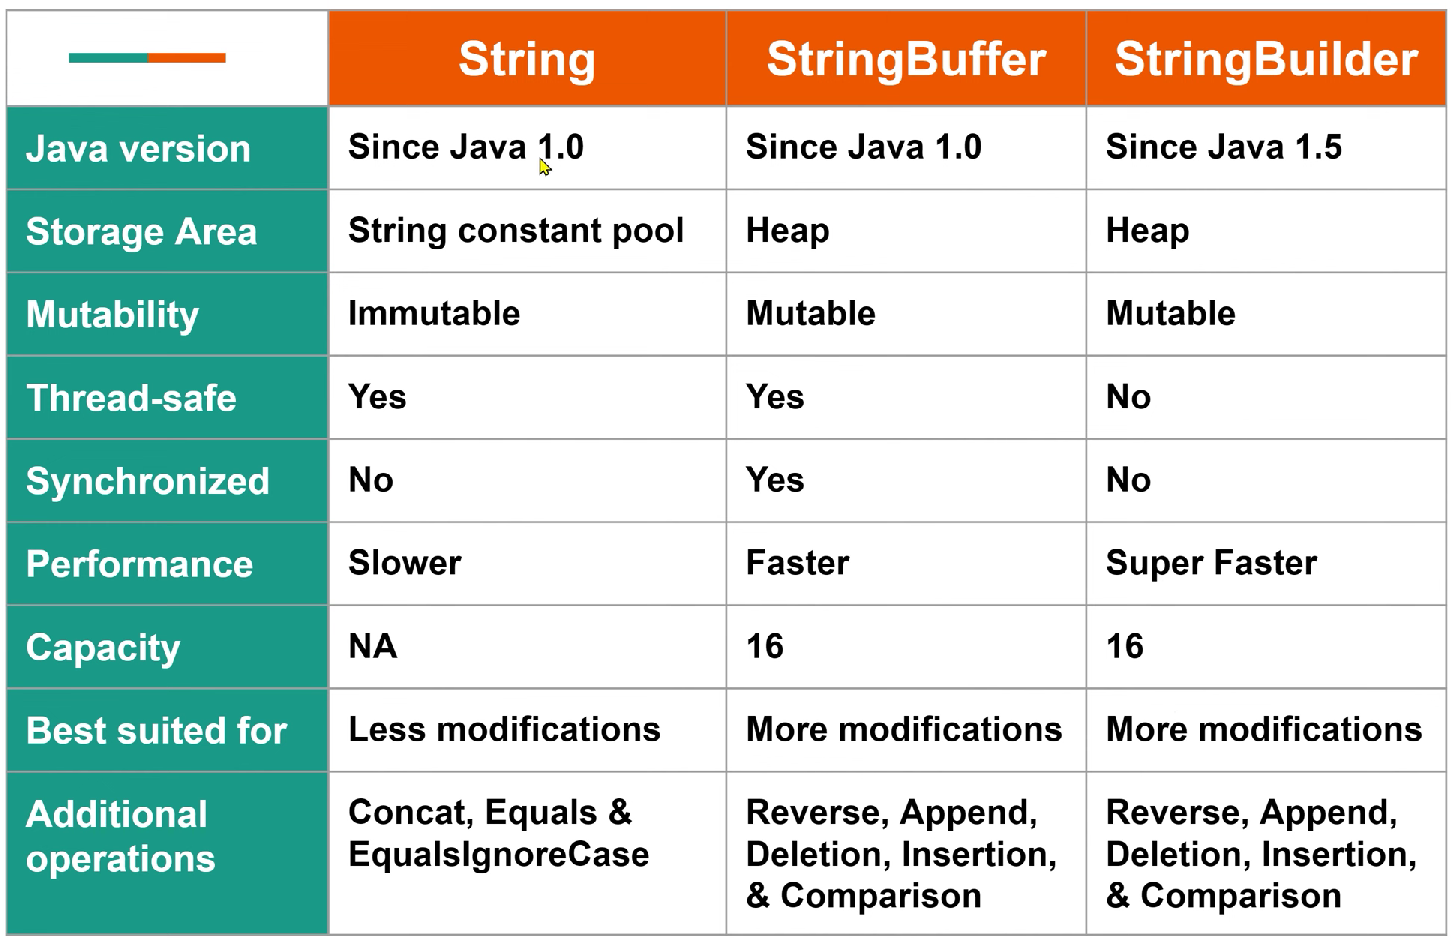 String StringBuffer StringBuilder
Java version Since Java 1.0 Since Java 1.0 Since Java 1.5
Storage Area String constant pool Heap Heap
Mutability Immutable Mutable Mutable
Thread-safe Yes Yes No
Synchronized No Yes No
Performance Slower Faster Super Faster
Capacity NA 16 16
Best suited for Less modifications More modifications More modifications
Additional Concat, Equals & Reverse, Append, Reverse, Append,
operations EqualsIgnoreCase Deletion, Insertion, Deletion, Insertion,
& Comparison & Comparison